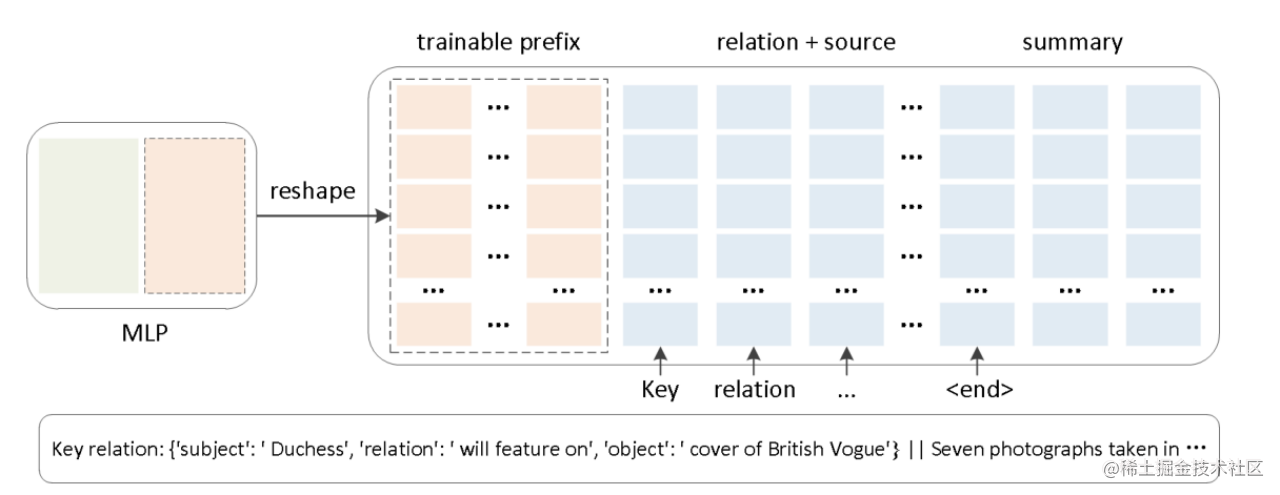 trainable prefix relation + source summary
reshape
MLP
... ... ... ... ... ... ...
Key relation ... <end>
Key relation: {'subject': ' Duchess', 'relation': ' will feature on', 'object': ' cover of British Vogue'} || Seven photographs taken in ···
@稀土掘金技术社区